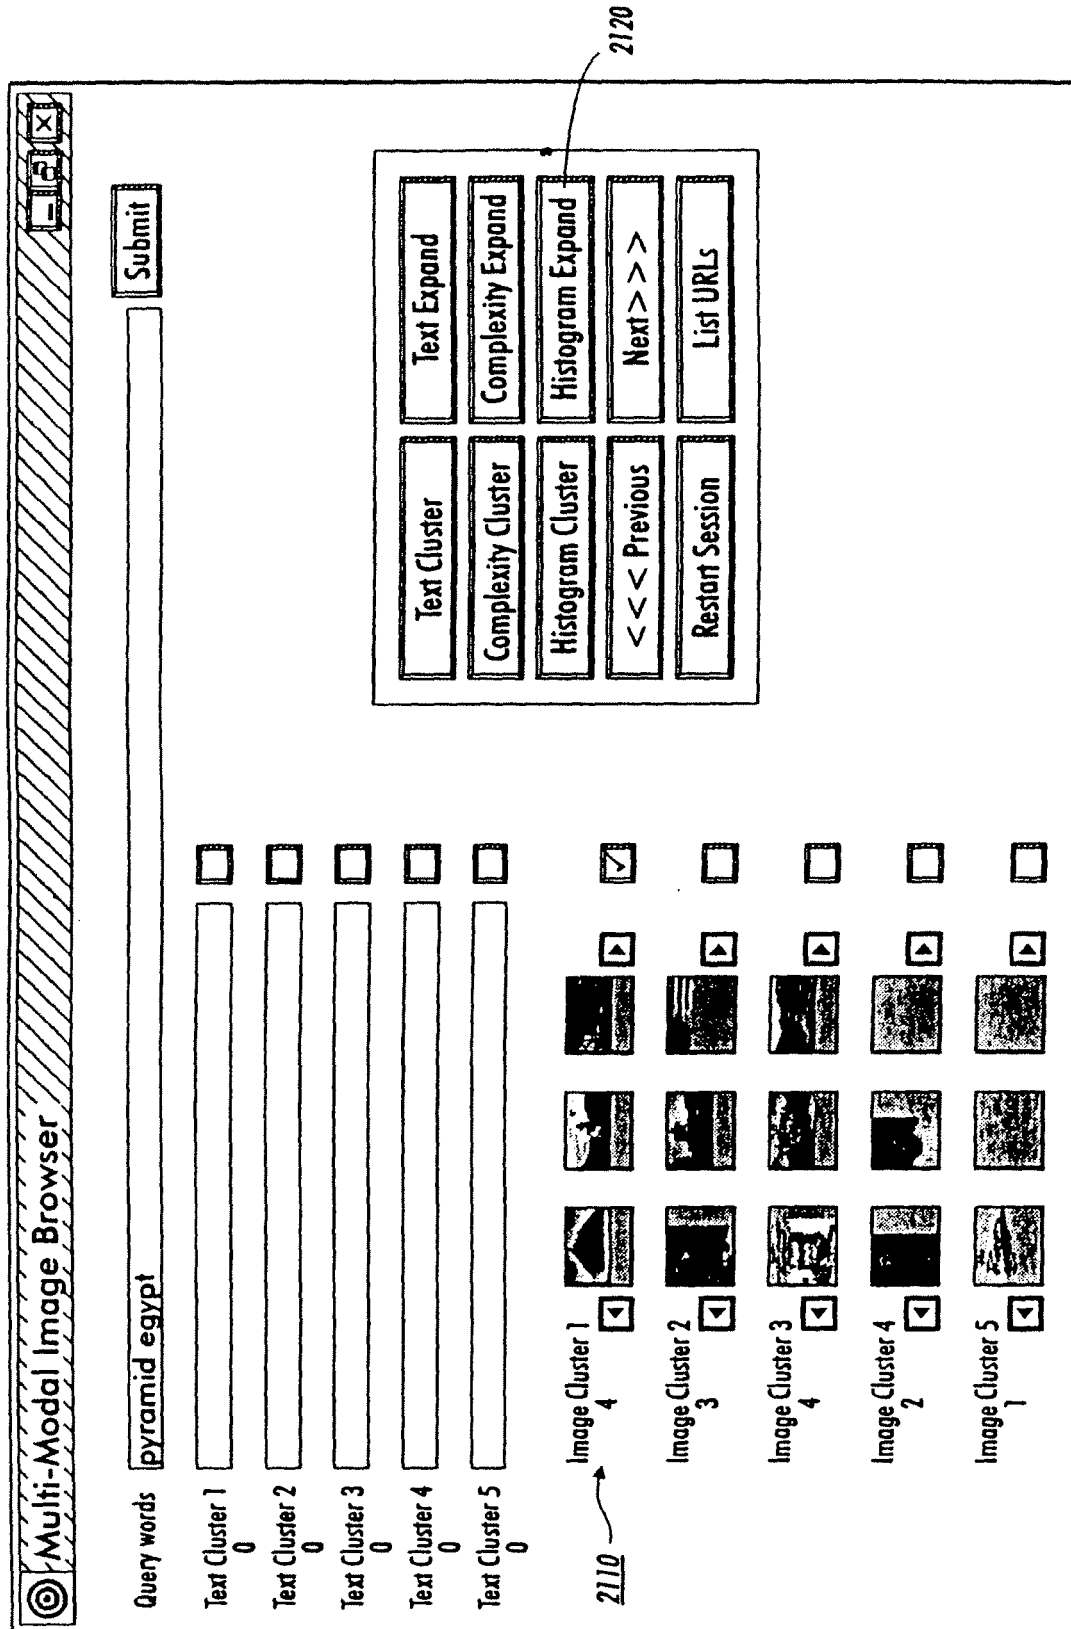 Multi-Modal Image Browser
Query words pyramid egypt Submit
Text Cluster 1
0
Text Cluster 2
0
Text Cluster 3
0
Text Cluster 4
0
Text Cluster 5
0
Text Cluster Text Expand
Complexity Cluster Complexity Expand
Histogram Cluster Histogram Expand
< < < Previous Next > > >
Restart Session List URLs
2120
2110
Image Cluster 1
4
Image Cluster 2
3
Image Cluster 3
4
Image Cluster 4
2
Image Cluster 5
1